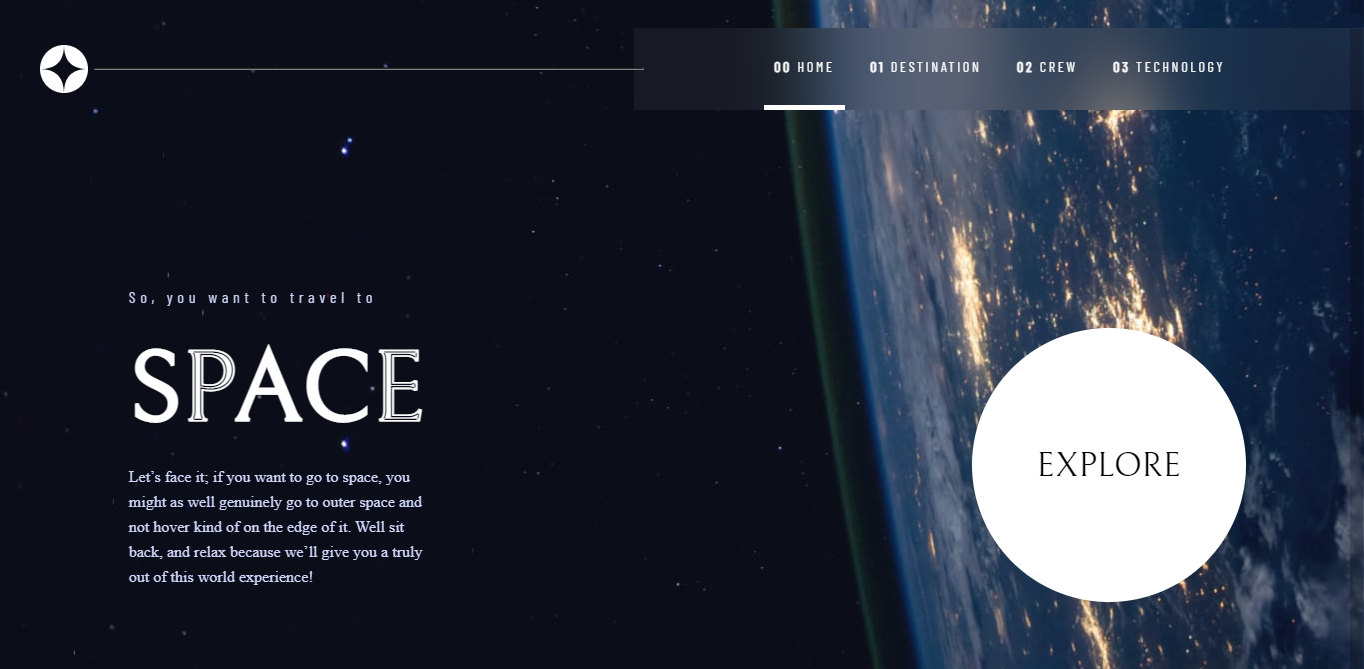 00 HOME 01 DESTINATION 02 CREW 03 TECHNOLOGY
So, you want to travel to
SPACE
Let’s face it; if you want to go to space, you
might as well genuinely go to outer space and
not hover kind of on the edge of it. Well sit
back, and relax because we’ll give you a truly
out of this world experience!
EXPLORE